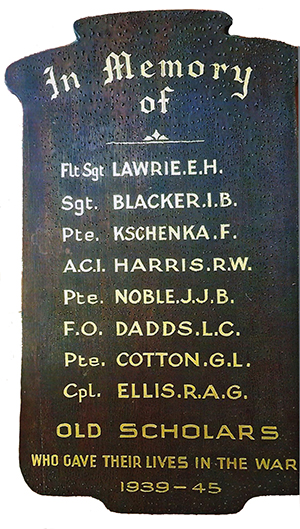 In Memory
of
Flt Sgt LAWRIE.E.H.
Sgt. BLACKER.I.B.
Pte. KSCHENKA.F.
A.C.I. HARRIS.R.W.
Pte. NOBLE.J.J.B.
F.O. DADDS.L.C.
Pte. COTTON.G.L.
Cpl. ELLIS.R.A.G.
OLD SCHOLARS
WHO GAVE THEIR LIVES IN THE WAR
1939-45